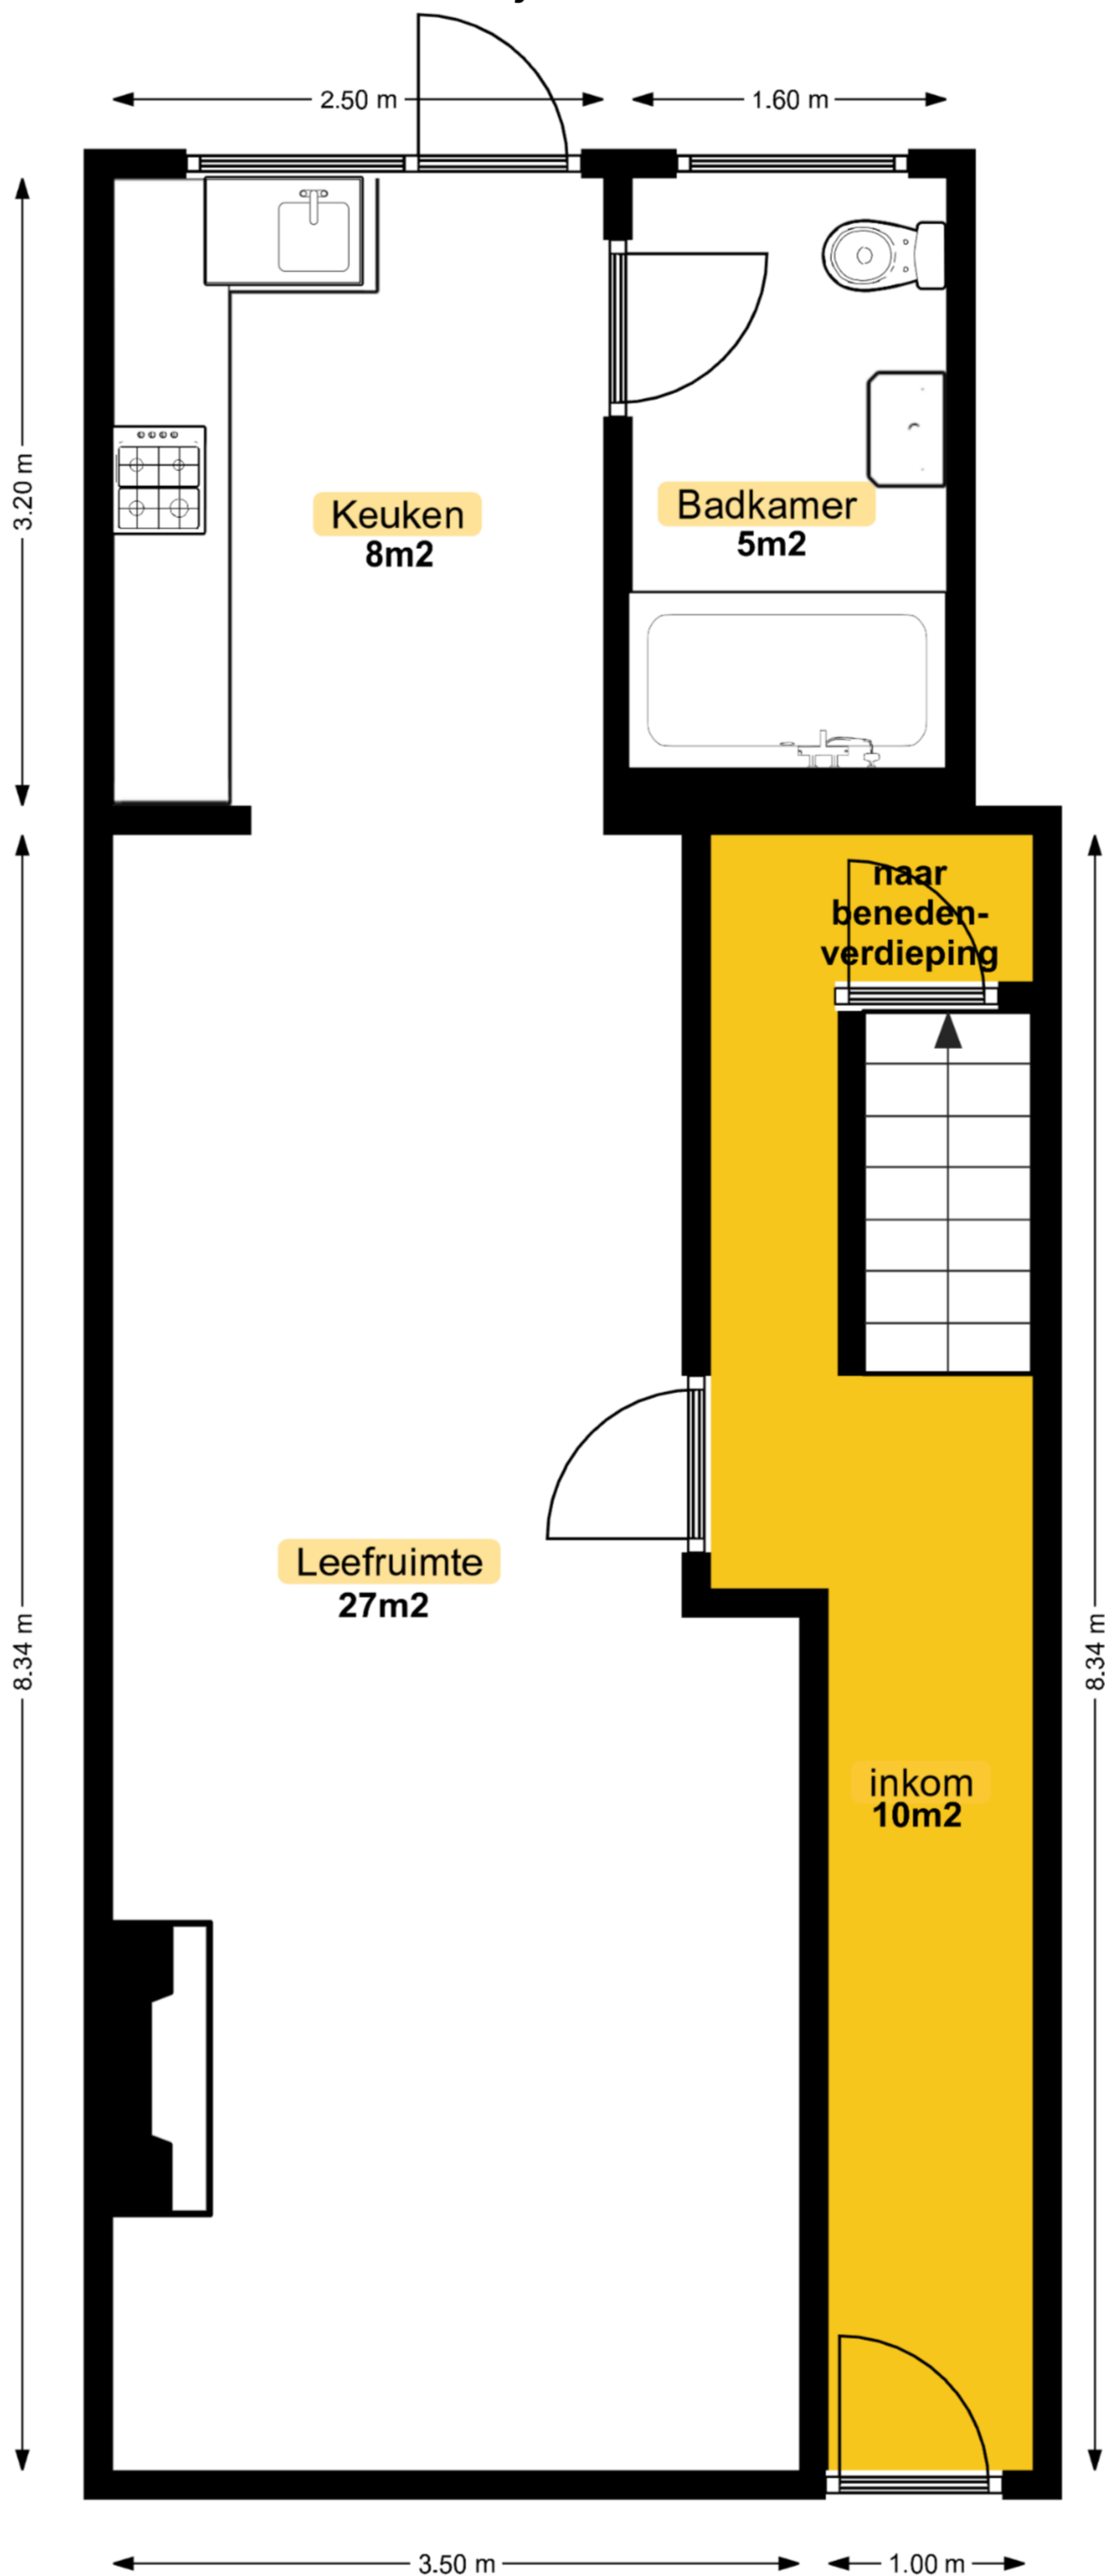 2.50 m
1.60 m
3.20 m
Keuken
8m2
Badkamer
5m2
naar
beneden-
verdieping
Leefruimte
27m2
8.34 m
8.34 m
inkom
10m2
3.50 m
1.00 m